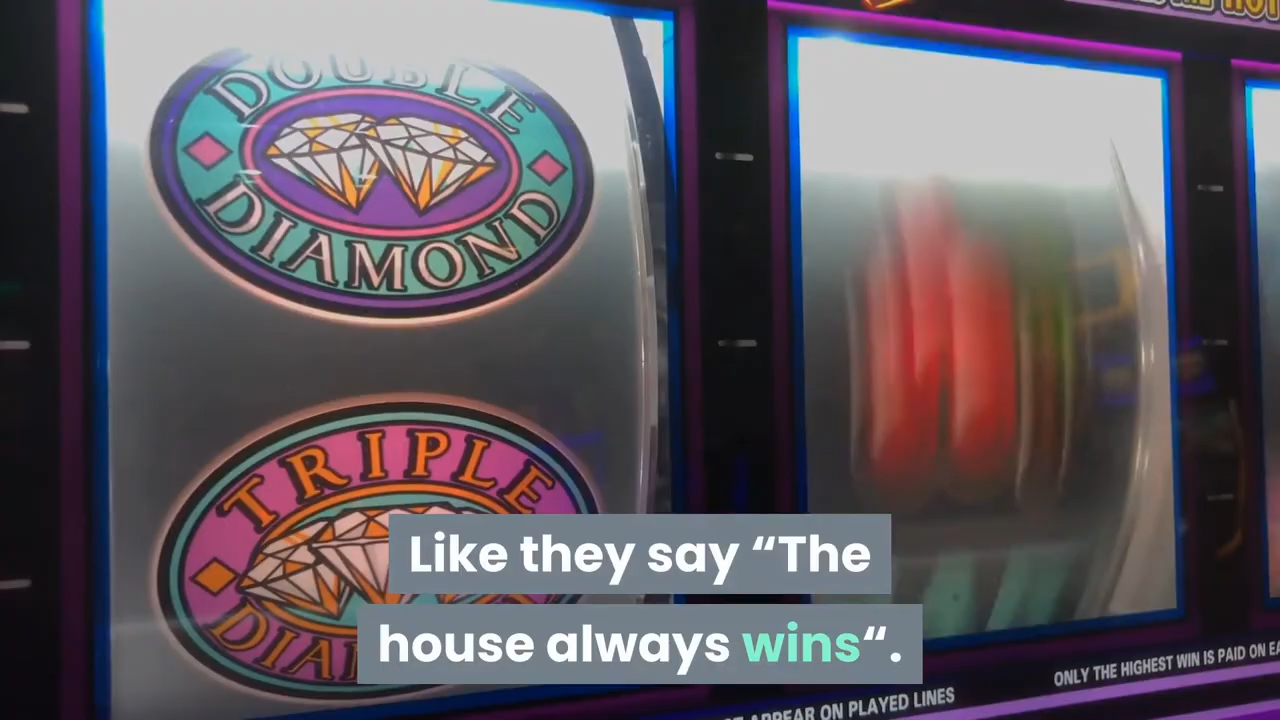 DOUBLE
DIAMOND
TRIPLE
Like they say “The
house always wins“.
APPEAR ON PLAYED LINES
ONLY THE HIGHEST WIN IS PAID ON